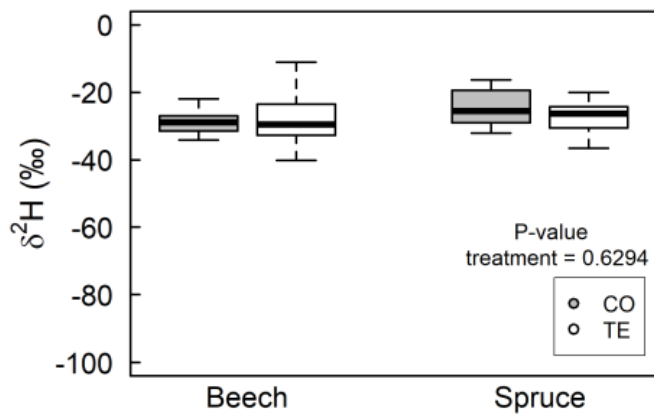 0
-20
-40
-60
-80
-100
δ²H (‰)
P-value
treatment = 0.6294
CO
TE
Beech
Spruce